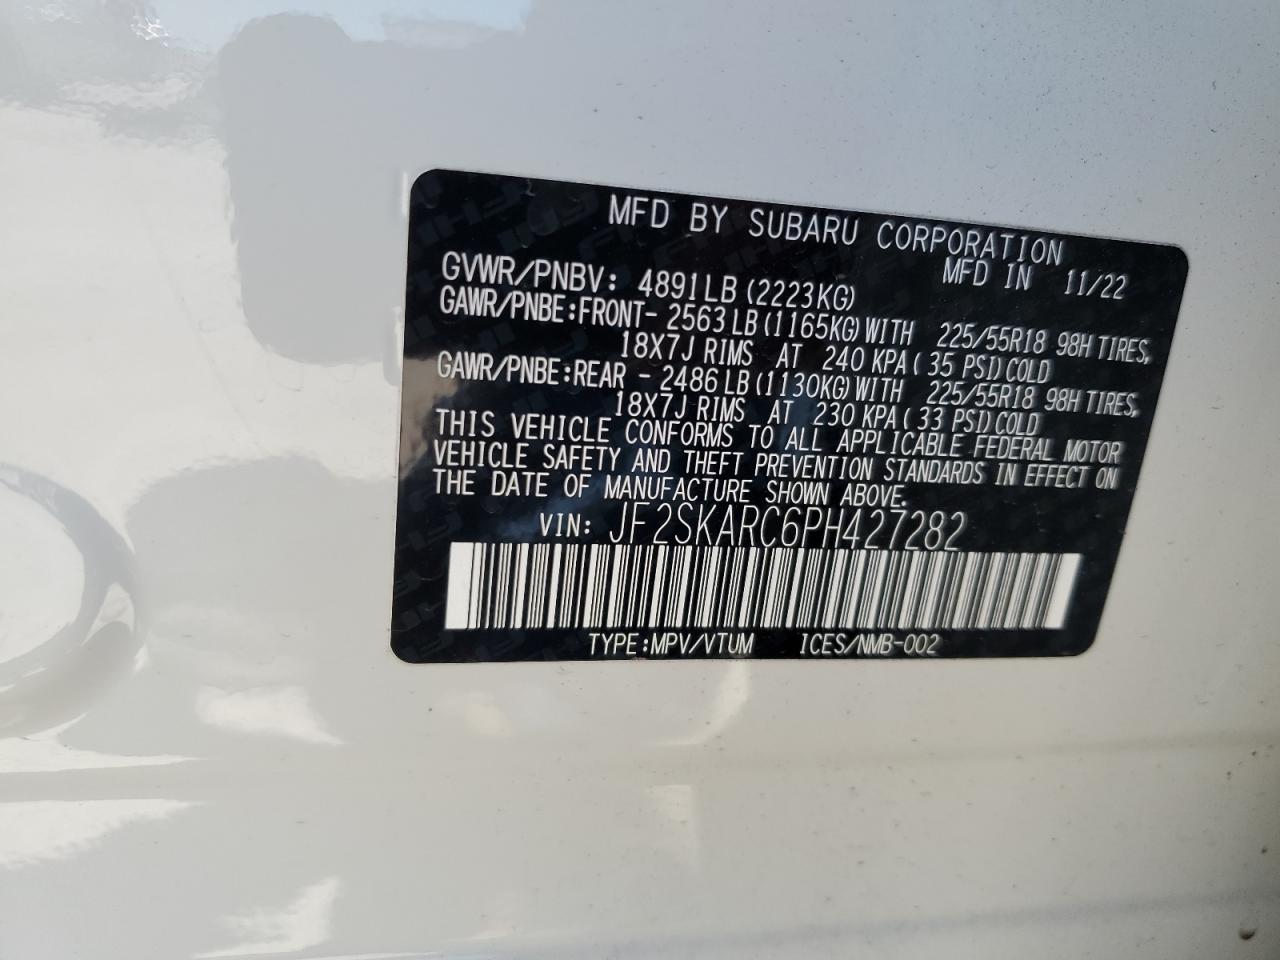 MFD BY SUBARU CORPORATION
MFD IN 11/22
GVWR/PNBV: 4891LB (2223KG)
GAWR/PNBE:FRONT- 2563LB(1165KG)WITH 225/55R18 98H TIRES,
18X7J RIMS AT 240 KPA( 35 PSI)COLD
GAWR/PNBE:REAR - 2486LB(1130KG)WITH 225/55R18 98H TIRES,
18X7J RIMS AT 230 KPA( 33 PSI)COLD
THIS VEHICLE CONFORMS TO ALL APPLICABLE FEDERAL MOTOR
VEHICLE SAFETY AND THEFT PREVENTION STANDARDS IN EFFECT ON
THE DATE OF MANUFACTURE SHOWN ABOVE.
VIN: JF2SKARC6PH427282
TYPE:MPV/VTUM ICES/NMB-002